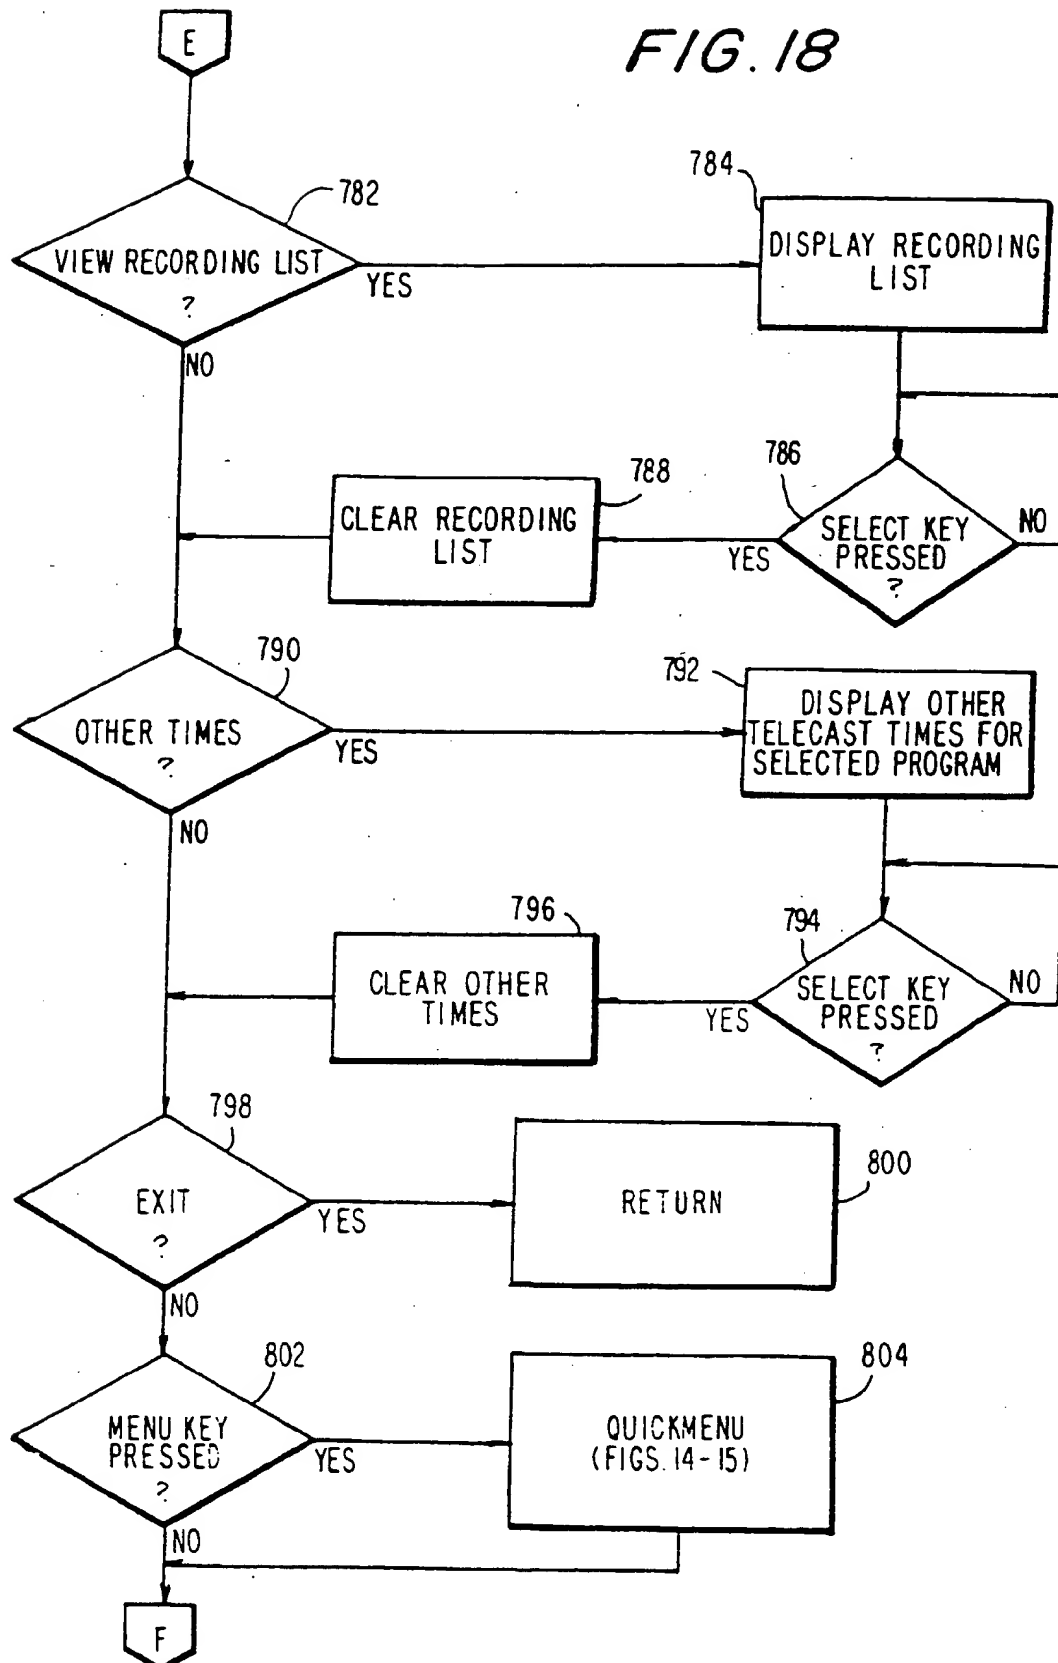 E
FIG. 18
782
784
VIEW RECORDING LIST
?
YES
DISPLAY RECORDING
LIST
NO
786
788
CLEAR RECORDING
LIST
SELECT KEY
PRESSED
?
YES
NO
790
792
OTHER TIMES
?
YES
DISPLAY OTHER
TELECAST TIMES FOR
SELECTED PROGRAM
NO
794
796
CLEAR OTHER
TIMES
SELECT KEY
PRESSED
?
YES
NO
798
EXIT
?
YES
800
RETURN
NO
802
804
MENU KEY
PRESSED
?
YES
QUICKMENU
(FIGS. 14-15)
NO
F